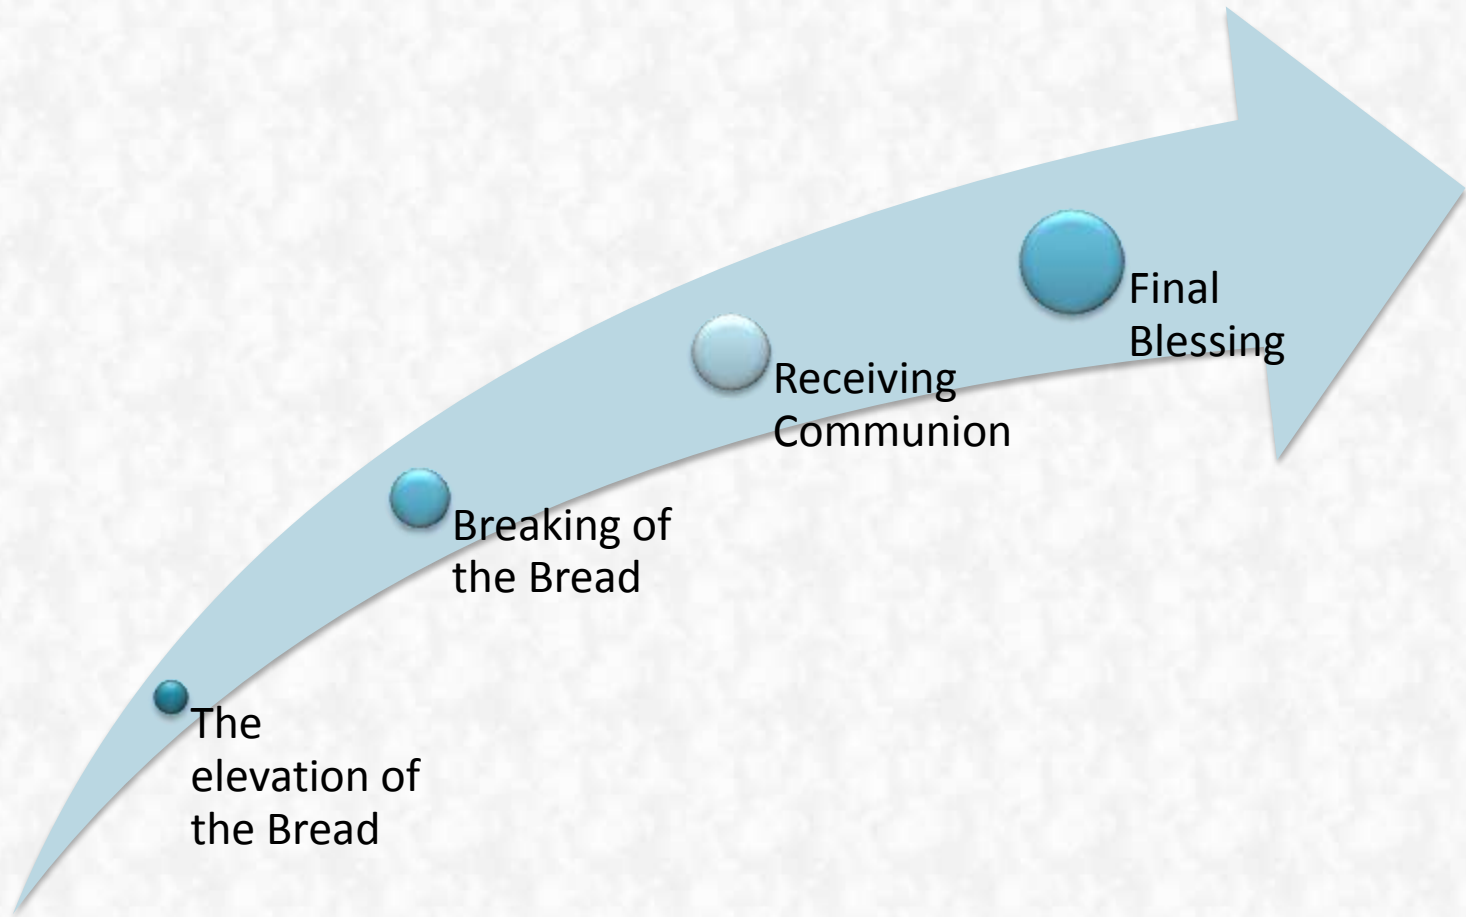 The
elevation of
the Bread
Breaking of
the Bread
Receiving
Communion
Final
Blessing